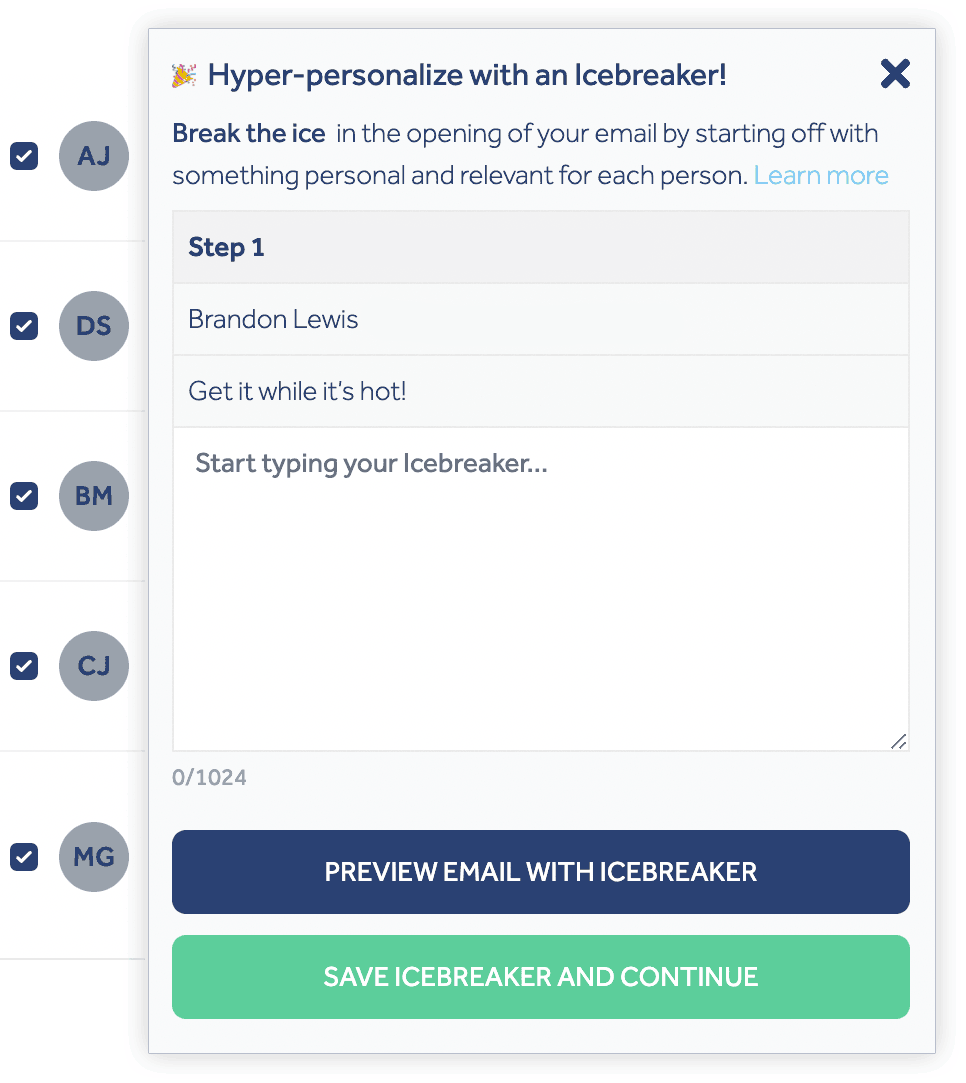 AJ
DS
BM
CJ
MG
🎉 Hyper-personalize with an Icebreaker!
Break the ice in the opening of your email by starting off with
something personal and relevant for each person. Learn more
Step 1
Brandon Lewis
Get it while it's hot!
Start typing your Icebreaker...
0/1024
PREVIEW EMAIL WITH ICEBREAKER
SAVE ICEBREAKER AND CONTINUE